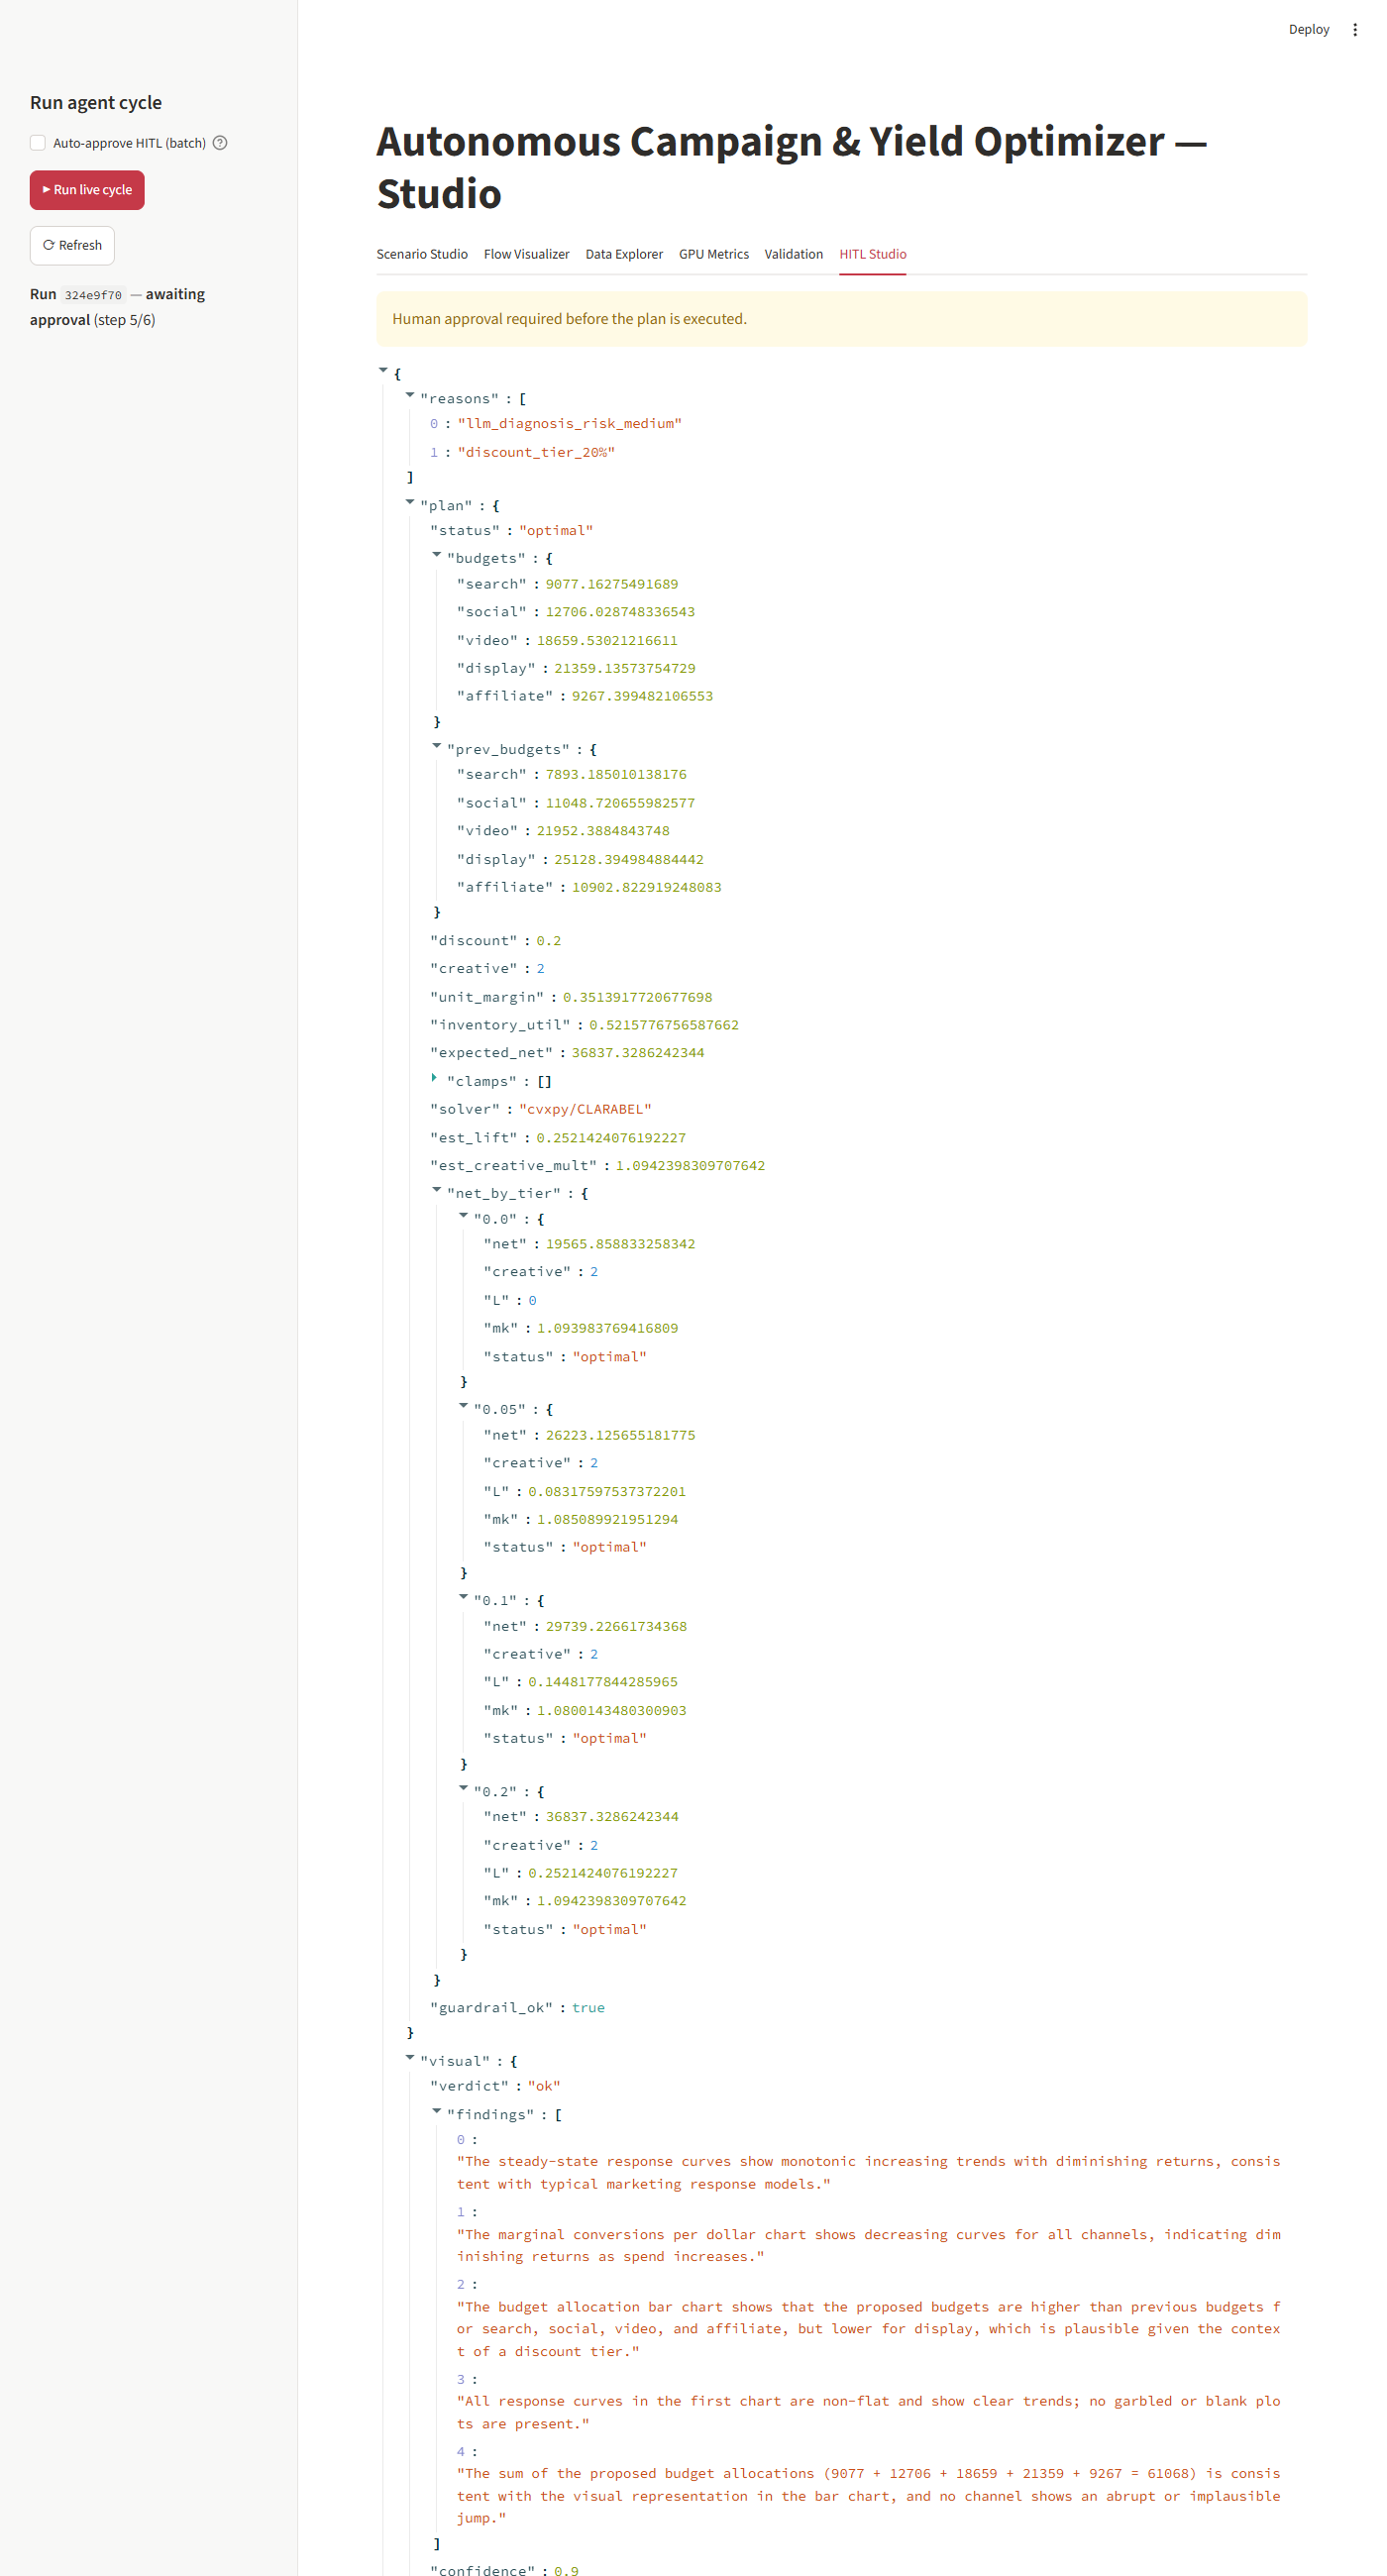 Deploy
Run agent cycle
Auto-approve HITL (batch)
Run live cycle
Refresh
Run 324e9f70 — awaiting
approval (step 5/6)
Autonomous Campaign & Yield Optimizer —
Studio
Scenario Studio Flow Visualizer Data Explorer GPU Metrics Validation HITL Studio
Human approval required before the plan is executed.
{
"reasons" : [
0 : "llm_diagnosis_risk_medium"
1 : "discount_tier_20%"
]
"plan" : {
"status" : "optimal"
"budgets" : {
"search" : 9077.16275491689
"social" : 12706.028748336543
"video" : 18659.53021216611
"display" : 21359.13573754729
"affiliate" : 9267.399482106553
}
"prev_budgets" : {
"search" : 7893.185010138176
"social" : 11048.720655982577
"video" : 21952.3884843748
"display" : 25128.394984884442
"affiliate" : 10902.822919248083
}
"discount" : 0.2
"creative" : 2
"unit_margin" : 0.3513917720677698
"inventory_util" : 0.5215776756587662
"expected_net" : 36837.3286242344
"clamps" : []
"solver" : "cvxpy/CLARABEL"
"est_lift" : 0.2521424076192227
"est_creative_mult" : 1.0942398309707642
"net_by_tier" : {
"0.0" : {
"net" : 19565.858833258342
"creative" : 2
"L" : 0
"mk" : 1.093983769416809
"status" : "optimal"
}
"0.05" : {
"net" : 26223.125655181775
"creative" : 2
"L" : 0.08317597537372201
"mk" : 1.085089921951294
"status" : "optimal"
}
"0.1" : {
"net" : 29739.22661734368
"creative" : 2
"L" : 0.1448177844285965
"mk" : 1.0800143480300903
"status" : "optimal"
}
"0.2" : {
"net" : 36837.3286242344
"creative" : 2
"L" : 0.2521424076192227
"mk" : 1.0942398309707642
"status" : "optimal"
}
}
"guardrail_ok" : true
}
"visual" : {
"verdict" : "ok"
"findings" : [
0 :
"The steady-state response curves show monotonic increasing trends with diminishing returns, consis
tent with typical marketing response models."
1 :
"The marginal conversions per dollar chart shows decreasing curves for all channels, indicating dim
inishing returns as spend increases."
2 :
"The budget allocation bar chart shows that the proposed budgets are higher than previous budgets f
or search, social, video, and affiliate, but lower for display, which is plausible given the contex
t of a discount tier."
3 :
"All response curves in the first chart are non-flat and show clear trends; no garbled or blank plo
ts are present."
4 :
"The sum of the proposed budget allocations (9077 + 12706 + 18659 + 21359 + 9267 = 61068) is consis
tent with the visual representation in the bar chart, and no channel shows an abrupt or implausible
jump."
]
"confidence" : 0.9